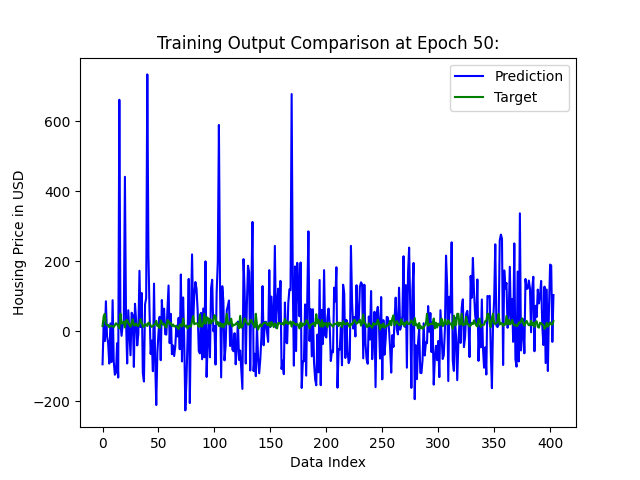 Training Output Comparison at Epoch 50:
Prediction
Target
Housing Price in USD
600
400
200
0
−200
0 50 100 150 200 250 300 350 400
Data Index